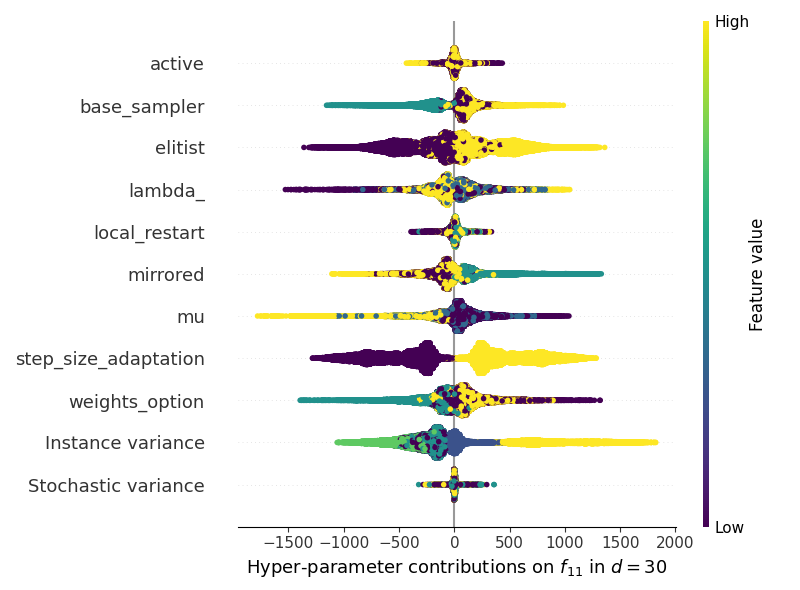 High
active
base_sampler
elitist
lambda_
local_restart
mirrored
mu
step_size_adaptation
weights_option
Instance variance
Stochastic variance
Feature value
Low
−1500 −1000 −500 0 500 1000 1500 2000
Hyper-parameter contributions on f₁₁ in d = 30